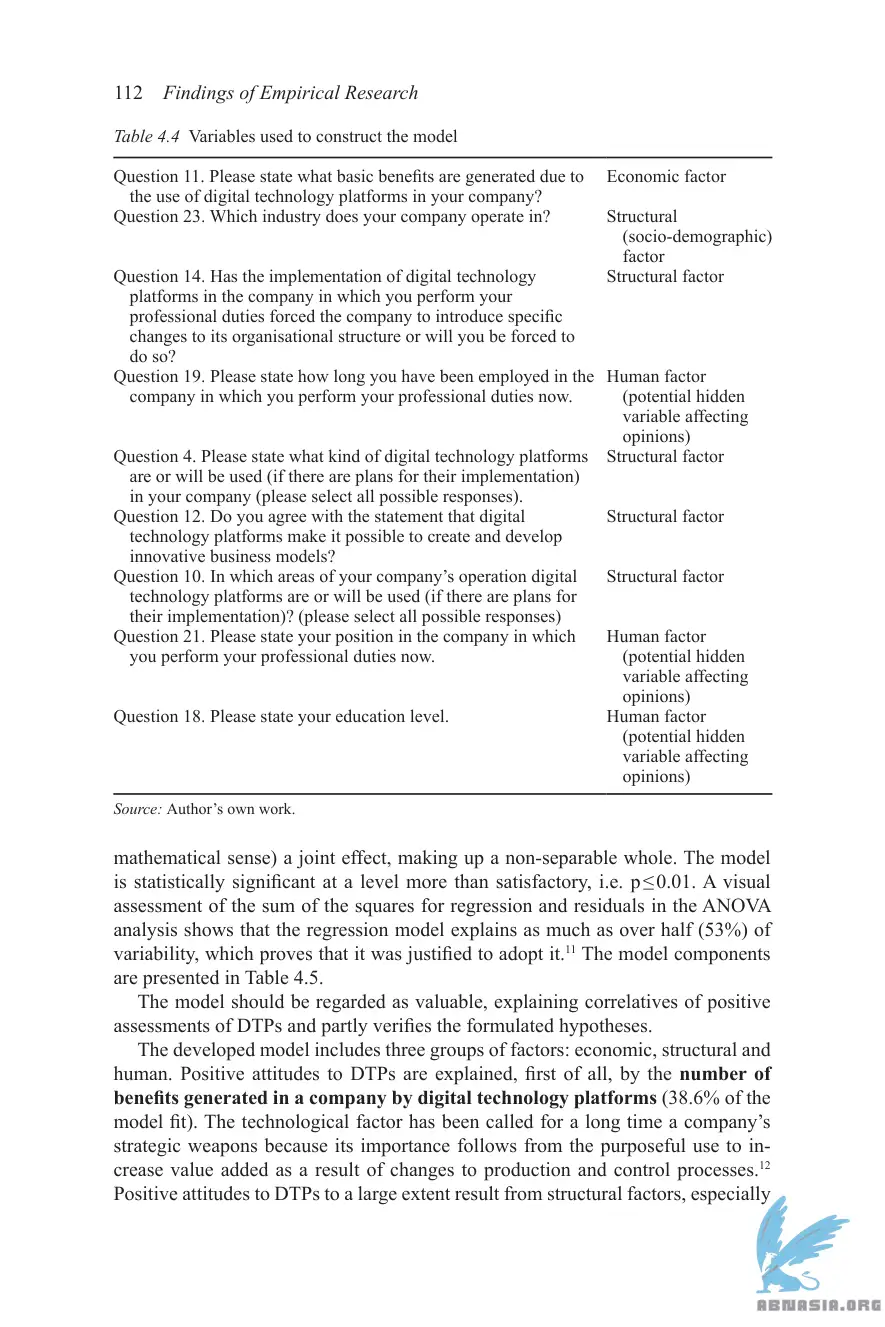 112 Findings of Empirical Research
Table 4.4 Variables used to construct the model
Question 11. Please state what basic benefits are generated due to
the use of digital technology platforms in your company?
Economic factor
Question 23. Which industry does your company operate in?
Structural
(socio-demographic)
factor
Question 14. Has the implementation of digital technology
platforms in the company in which you perform your
professional duties forced the company to introduce specific
changes to its organisational structure or will you be forced to
do so?
Structural factor
Question 19. Please state how long you have been employed in the
company in which you perform your professional duties now.
Human factor
(potential hidden
variable affecting
opinions)
Question 4. Please state what kind of digital technology platforms
are or will be used (if there are plans for their implementation)
in your company (please select all possible responses).
Structural factor
Question 12. Do you agree with the statement that digital
technology platforms make it possible to create and develop
innovative business models?
Structural factor
Question 10. In which areas of your company’s operation digital
technology platforms are or will be used (if there are plans for
their implementation)? (please select all possible responses)
Structural factor
Question 21. Please state your position in the company in which
you perform your professional duties now.
Human factor
(potential hidden
variable affecting
opinions)
Question 18. Please state your education level.
Human factor
(potential hidden
variable affecting
opinions)
Source: Author’s own work.
mathematical sense) a joint effect, making up a non-separable whole. The model
is statistically significant at a level more than satisfactory, i.e. p≤0.01. A visual
assessment of the sum of the squares for regression and residuals in the ANOVA
analysis shows that the regression model explains as much as over half (53%) of
variability, which proves that it was justified to adopt it.11 The model components
are presented in Table 4.5.
The model should be regarded as valuable, explaining correlatives of positive
assessments of DTPs and partly verifies the formulated hypotheses.
The developed model includes three groups of factors: economic, structural and
human. Positive attitudes to DTPs are explained, first of all, by the number of
benefits generated in a company by digital technology platforms (38.6% of the
model fit). The technological factor has been called for a long time a company’s
strategic weapons because its importance follows from the purposeful use to in-
crease value added as a result of changes to production and control processes.12
Positive attitudes to DTPs to a large extent result from structural factors, especially
ABNASIA.ORG